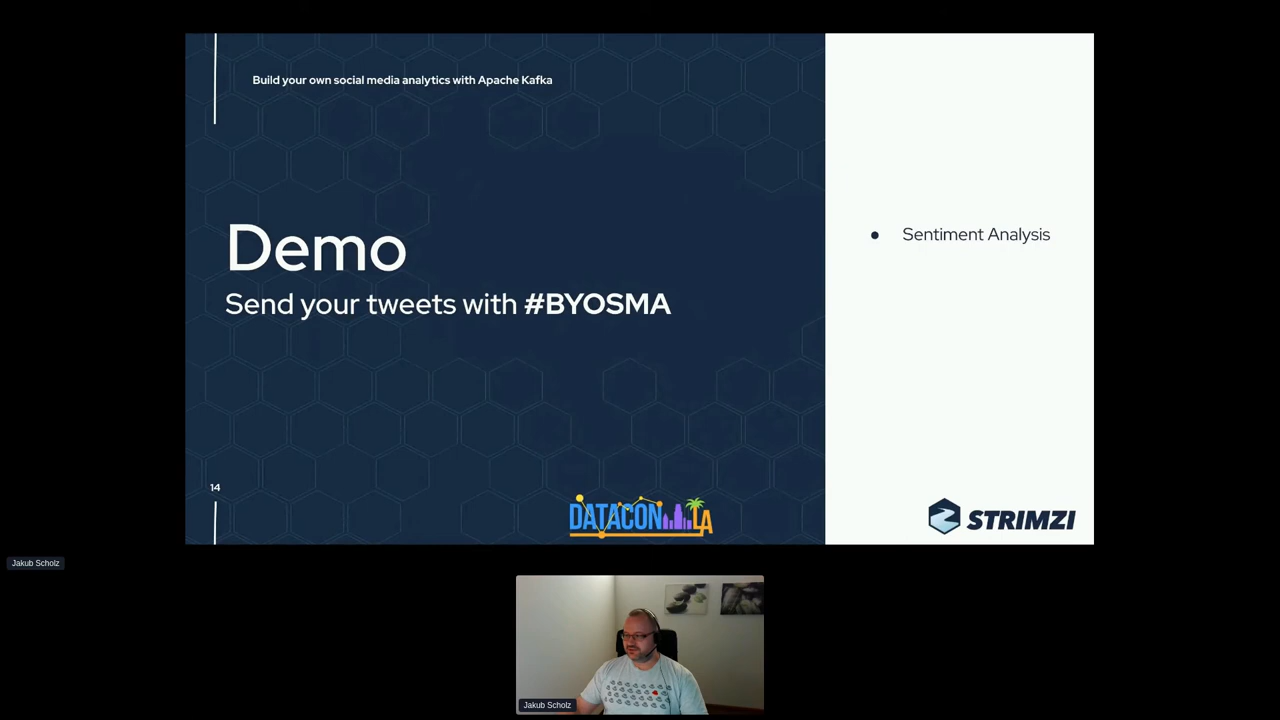 Build your own social media analytics with Apache Kafka
Demo
Send your tweets with #BYOSMA
● Sentiment Analysis
14
DATACON LA
STRIMZI
Jakub Scholz
Jakub Scholz